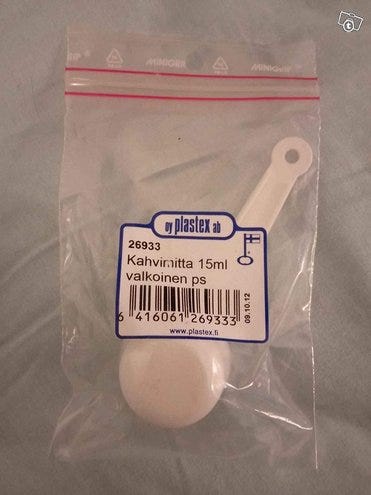 MINIGRIP
MINIGRIP
oy plastex ab
26933
Kahvimitta 15ml
valkoinen ps
6 416061 269333
09.10.12
www.plastex.fi